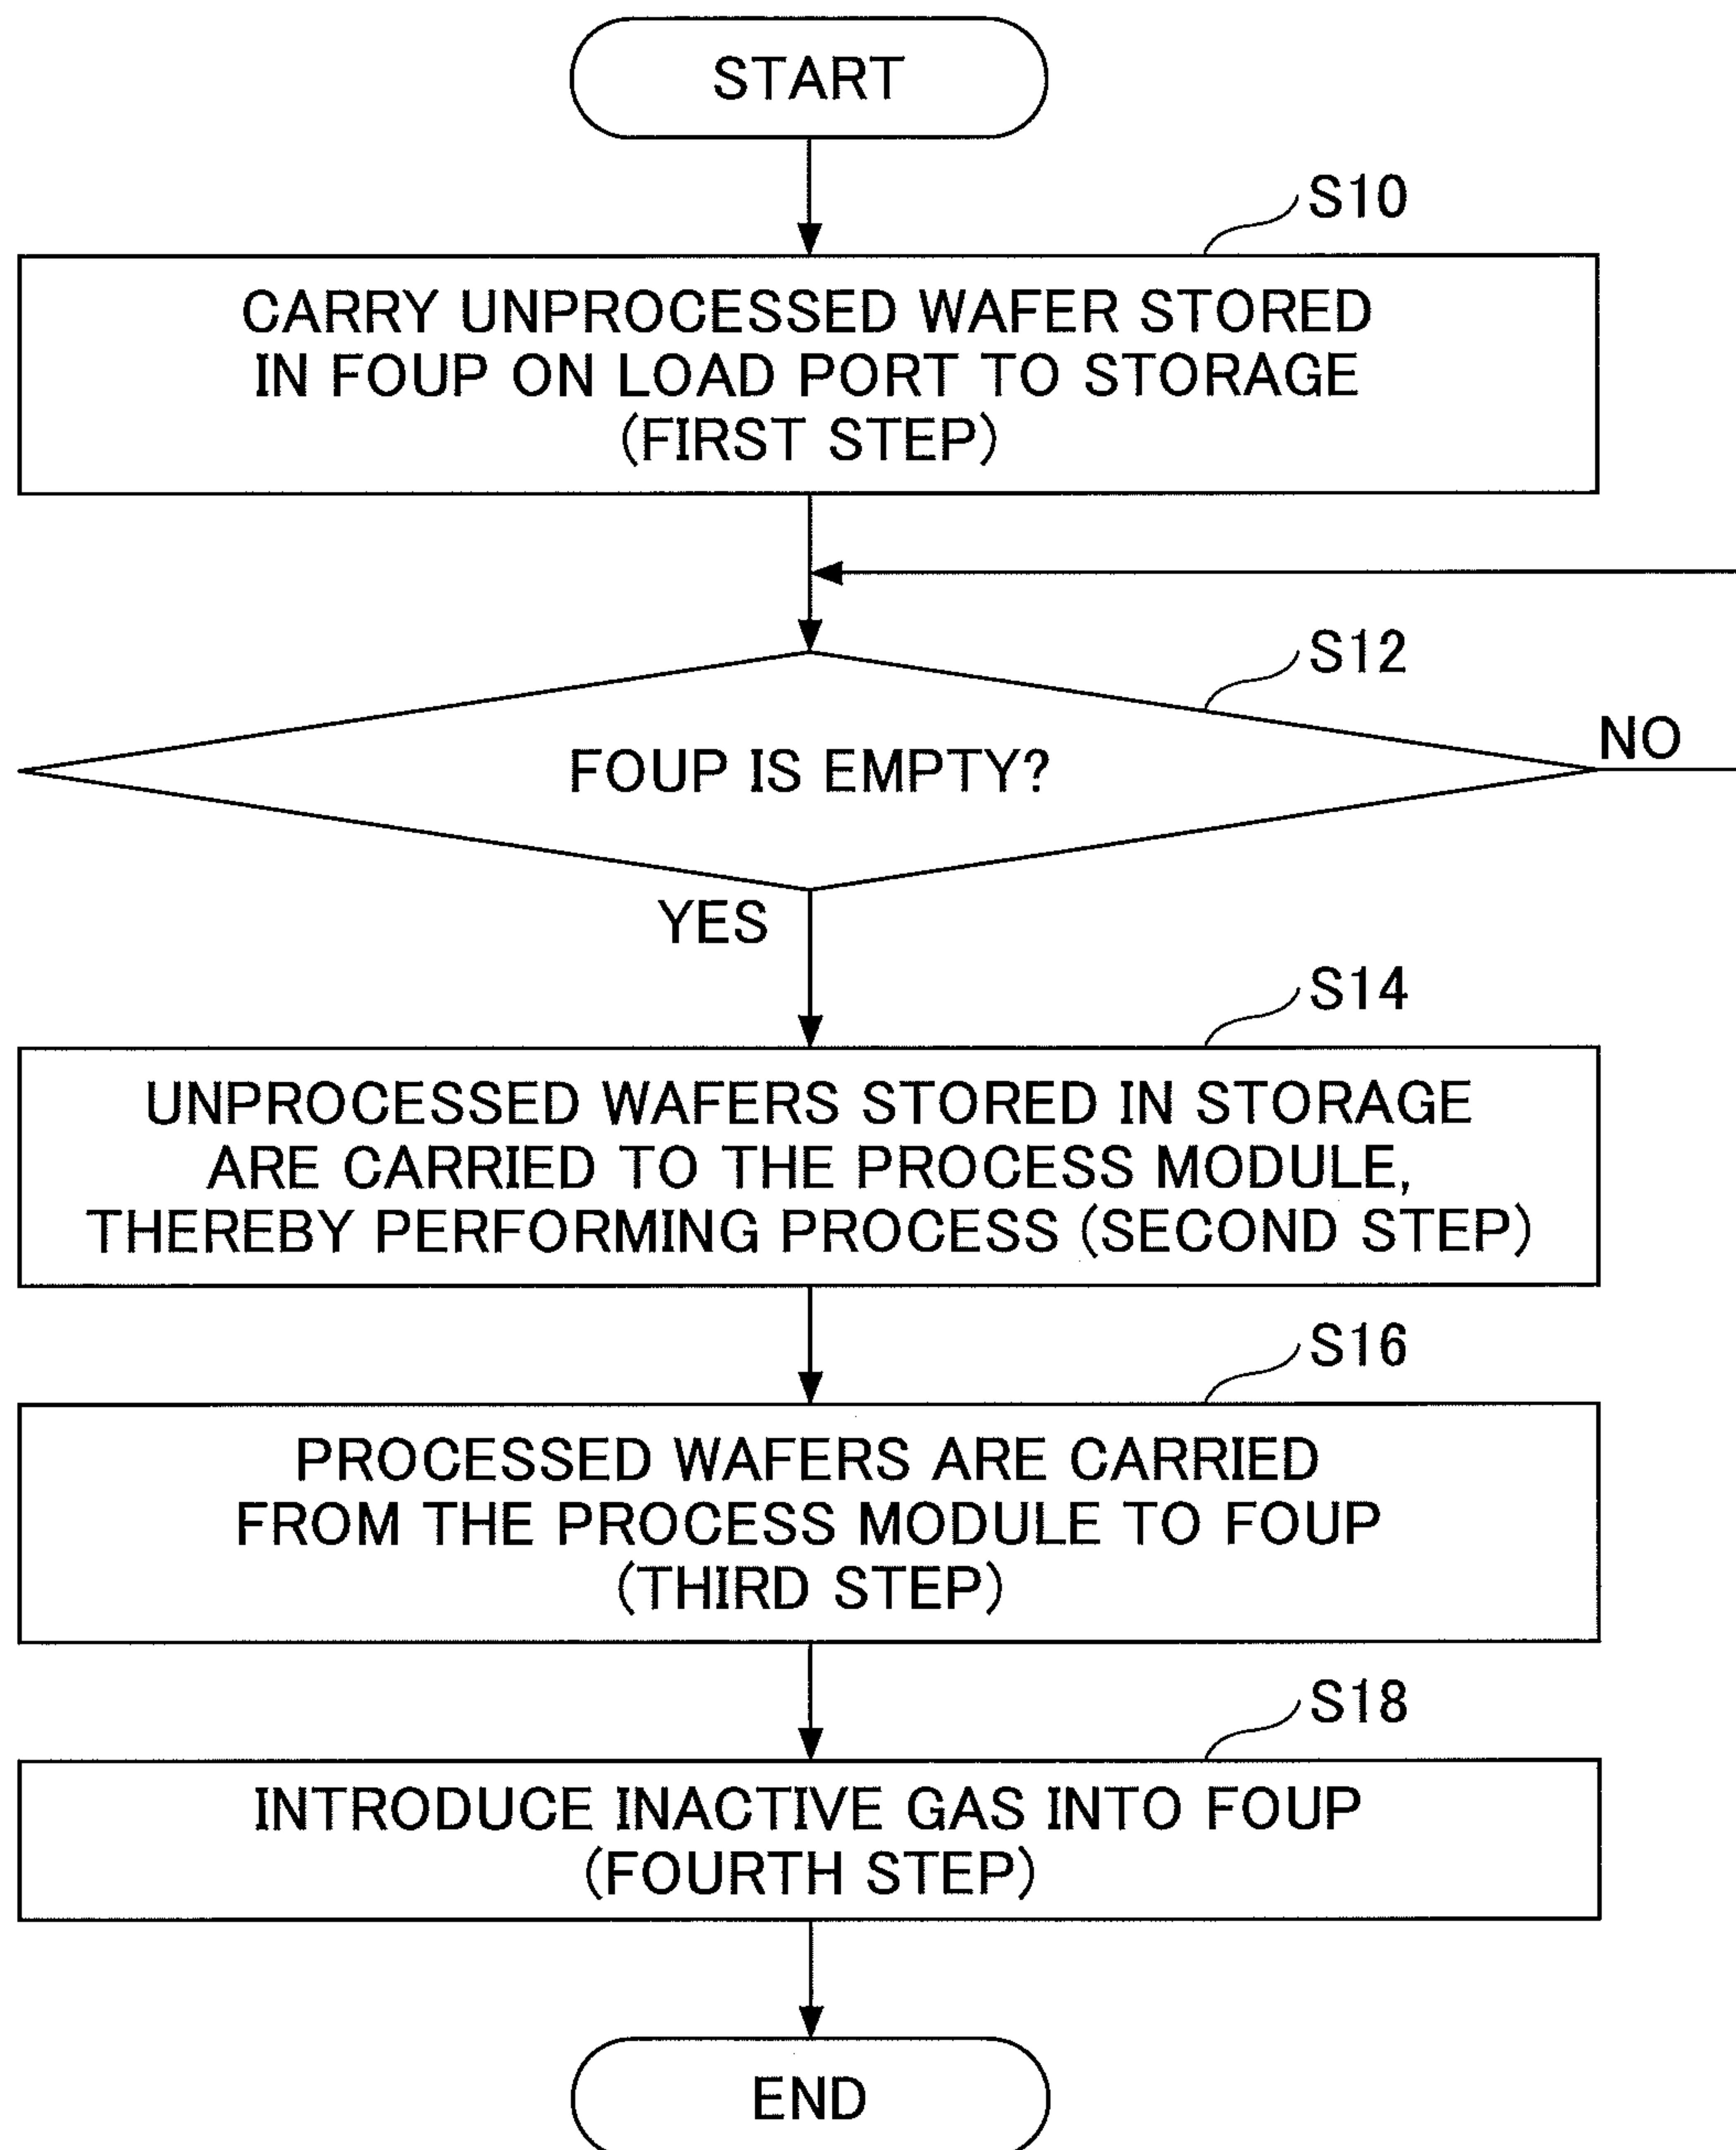 START
S10
CARRY UNPROCESSED WAFER STORED
IN FOUP ON LOAD PORT TO STORAGE
(FIRST STEP)
S12
FOUP IS EMPTY?
NO
YES
S14
UNPROCESSED WAFERS STORED IN STORAGE
ARE CARRIED TO THE PROCESS MODULE,
THEREBY PERFORMING PROCESS (SECOND STEP)
S16
PROCESSED WAFERS ARE CARRIED
FROM THE PROCESS MODULE TO FOUP
(THIRD STEP)
S18
INTRODUCE INACTIVE GAS INTO FOUP
(FOURTH STEP)
END